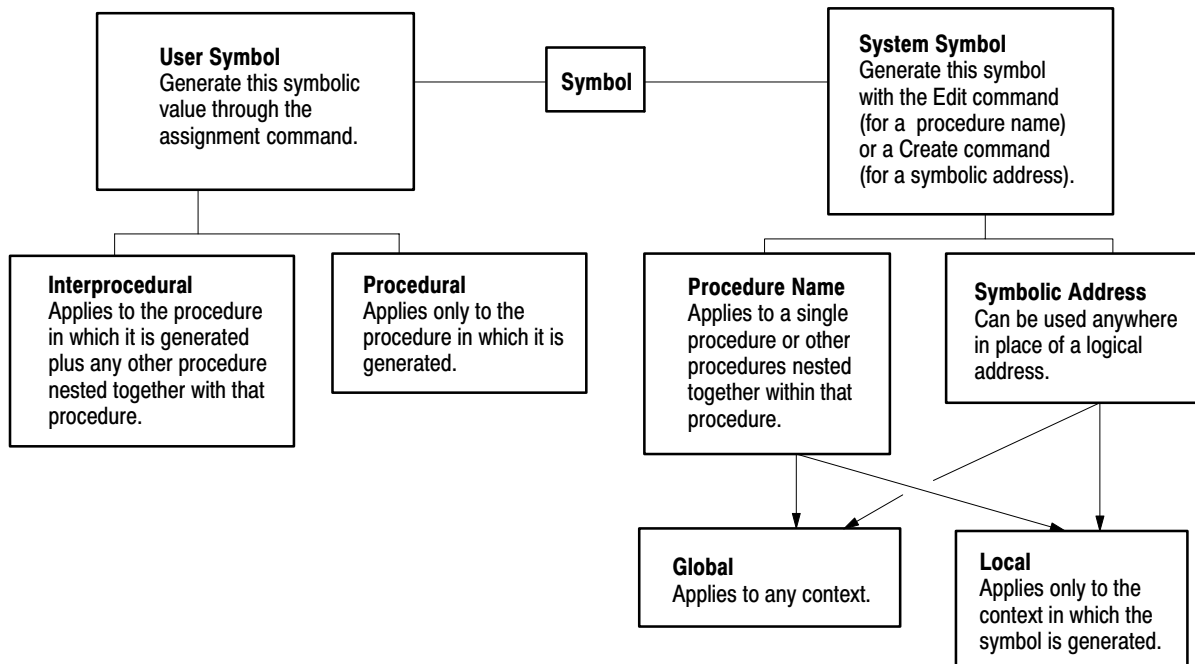 User Symbol
Generate this symbolic
value through the
assignment command.
Symbol
System Symbol
Generate this symbol
with the Edit command
(for a procedure name)
or a Create command
(for a symbolic address).
Interprocedural
Applies to the procedure
in which it is generated
plus any other procedure
nested together with that
procedure.
Procedural
Applies only to the
procedure in which it is
generated.
Procedure Name
Applies to a single
procedure or other
procedures nested
together within that
procedure.
Symbolic Address
Can be used anywhere
in place of a logical
address.
Global
Applies to any context.
Local
Applies only to the
context in which the
symbol is generated.